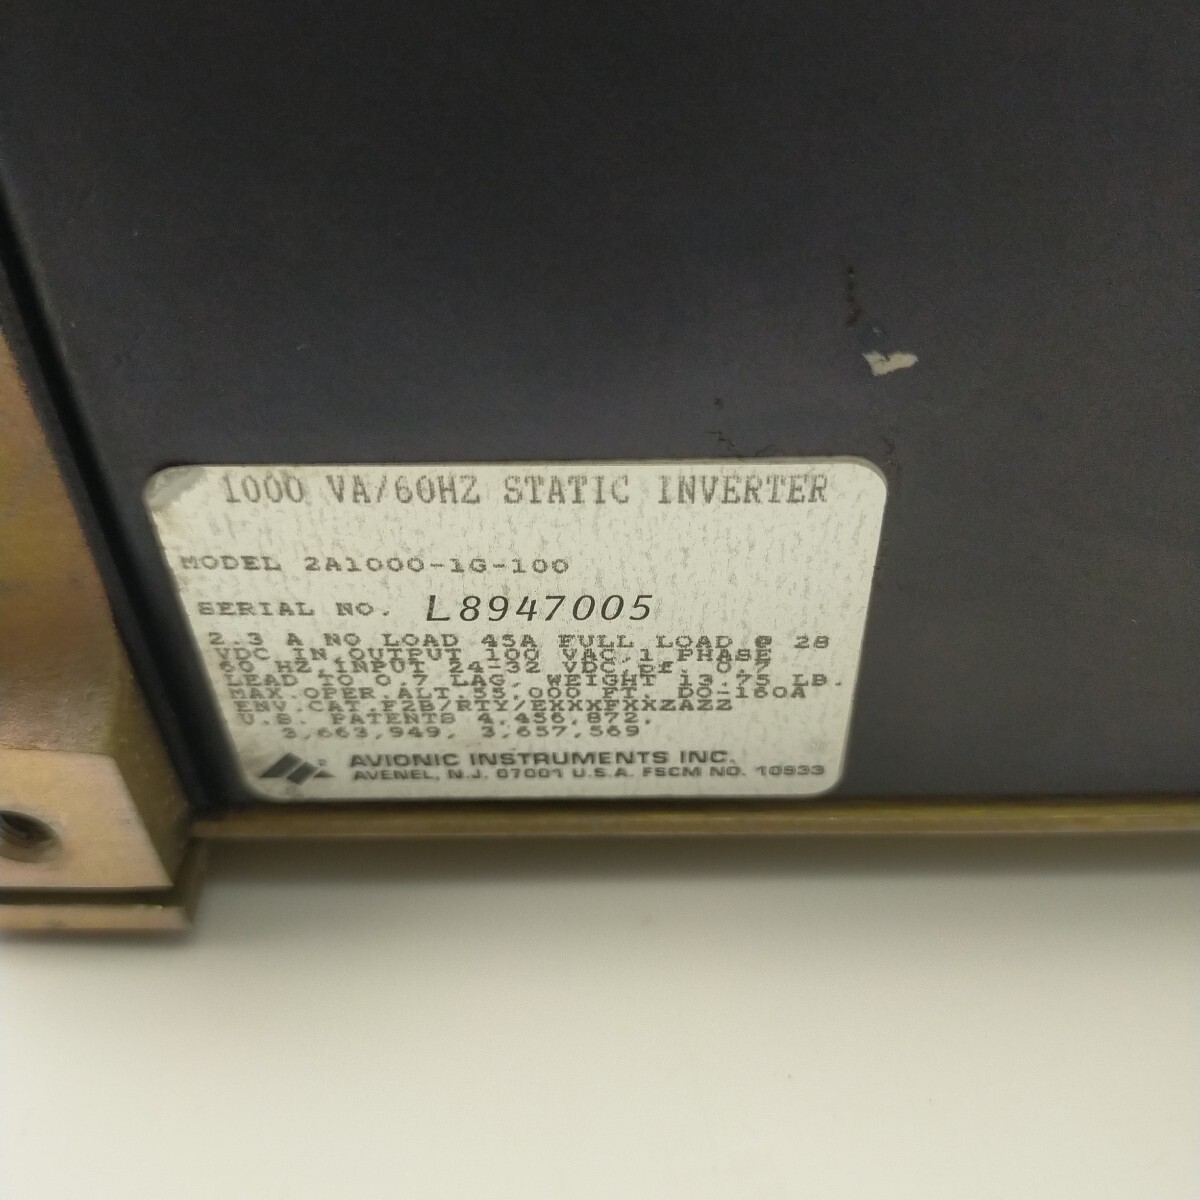 1000 VA/60HZ STATIC INVERTER
MODEL 2A1000-1G-100
SERIAL NO. L8947005
2.3 A NO LOAD 45A FULL LOAD @ 28
VDC IN,OUTPUT 100 VAC,1 PHASE
60 HZ,INPUT 24-32 VDC,pf. 0.7
LEAD TO 0.7 LAG, WEIGHT 13.75 LB.
MAX.OPER.ALT.55,000 FT. DO-160A
ENV.CAT.F2B/RTY/EXXXFXXZAZZ
U.S. PATENTS 4,456,872,
3,663,949, 3,657,569
AVIONIC INSTRUMENTS INC.
AVENEL, N.J. 07001 U.S.A. FSCM NO. 10933